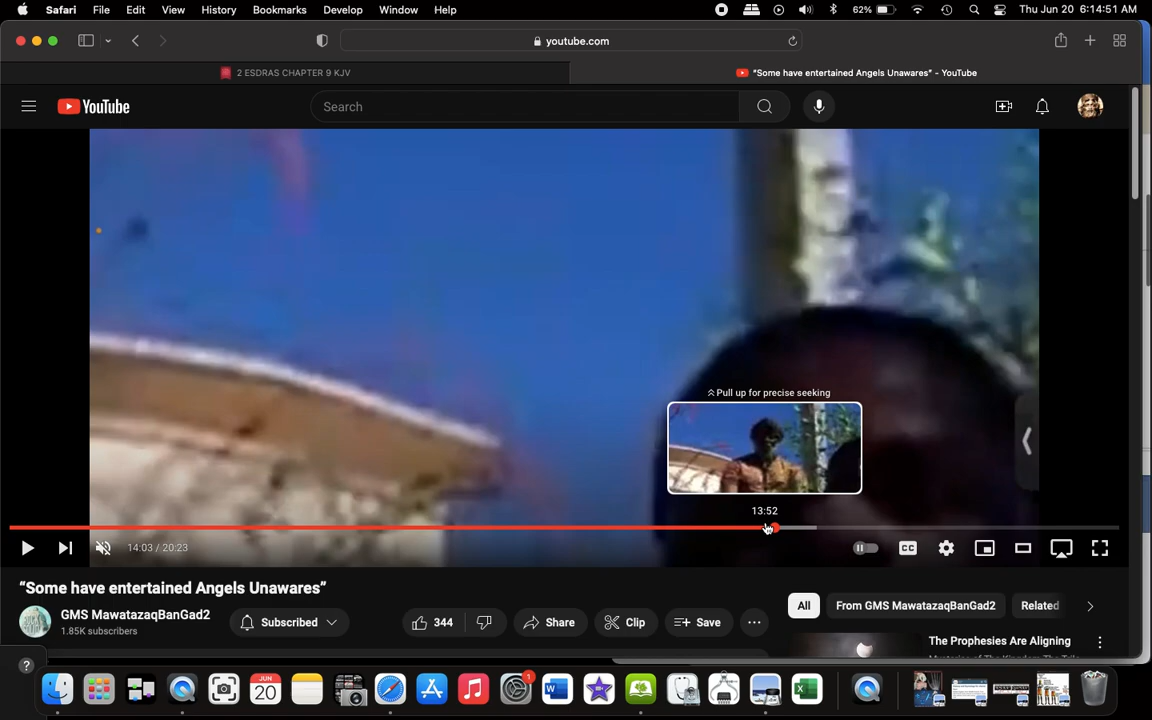 Safari File Edit View History Bookmarks Develop Window Help 62% Thu Jun 20 6:14:51 AM
youtube.com
2 ESDRAS CHAPTER 9 KJV "Some have entertained Angels Unawares" - YouTube
YouTube Search
Pull up for precise seeking
13:52
14:03 / 20:23 CC
“Some have entertained Angels Unawares”
GMS MawatazaqBanGad2
1.85K subscribers
Subscribed 344 Share Clip Save
All From GMS MawatazaqBanGad2 Related
The Prophesies Are Aligning
?
JUN
20
1